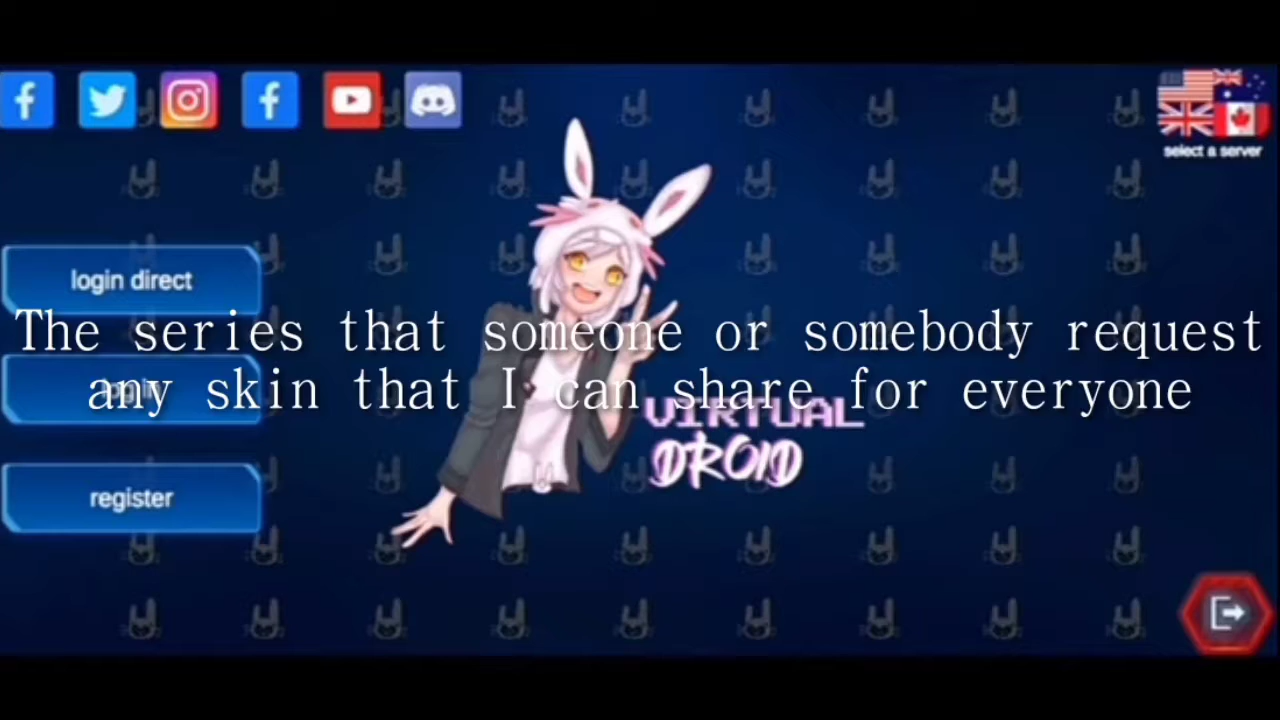 select a server
login direct
The series that someone or somebody request
any skin that I can share for everyone
login
VIRTUAL
DROID
register